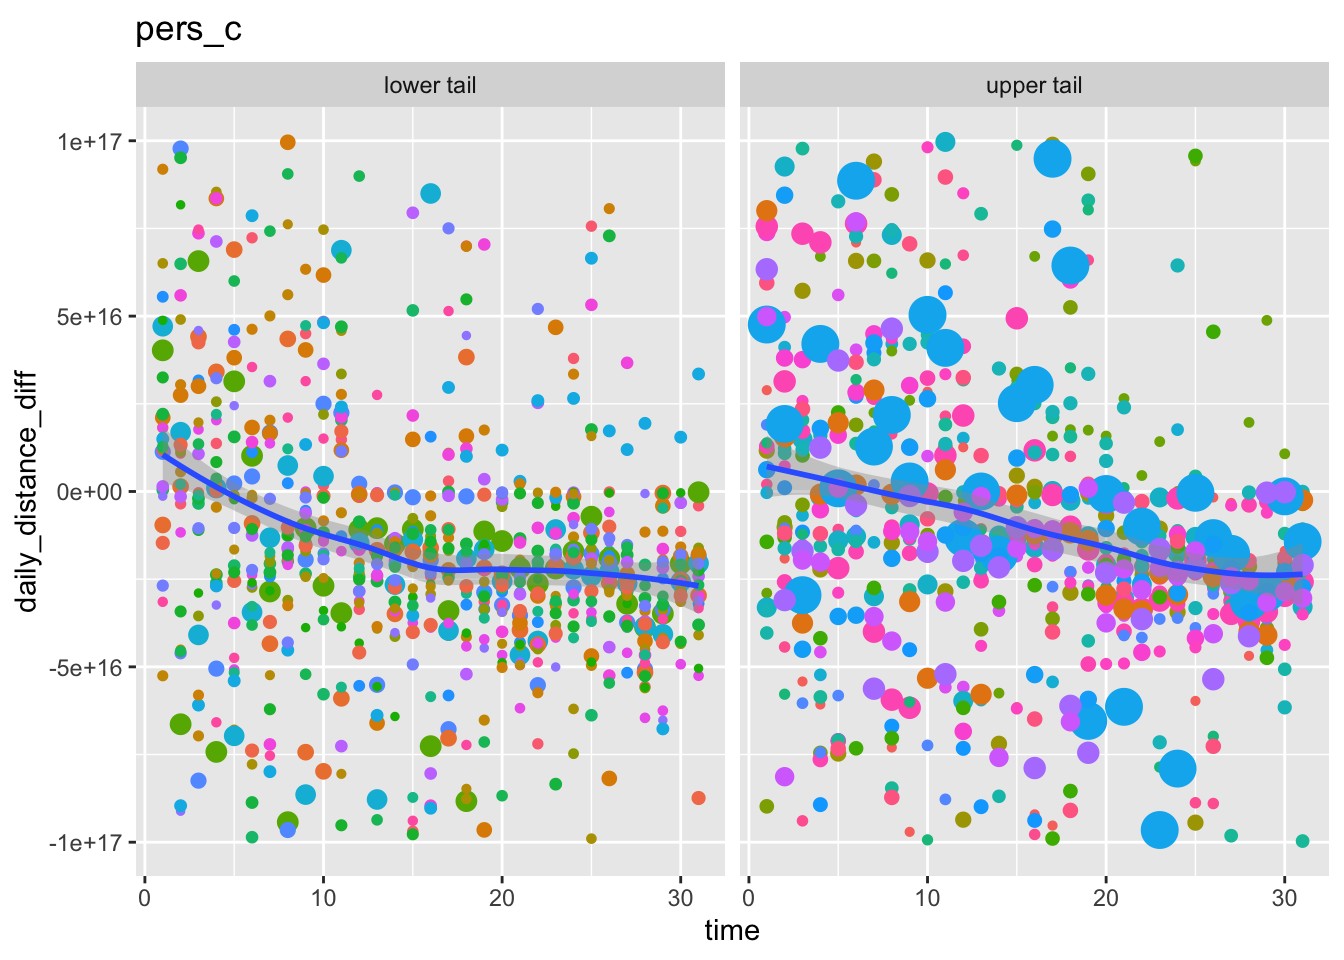 pers_c
lower tail
upper tail
daily_distance_diff
1e+17
5e+16
0e+00
-5e+16
-1e+17
0
10
20
30
0
10
20
30
time